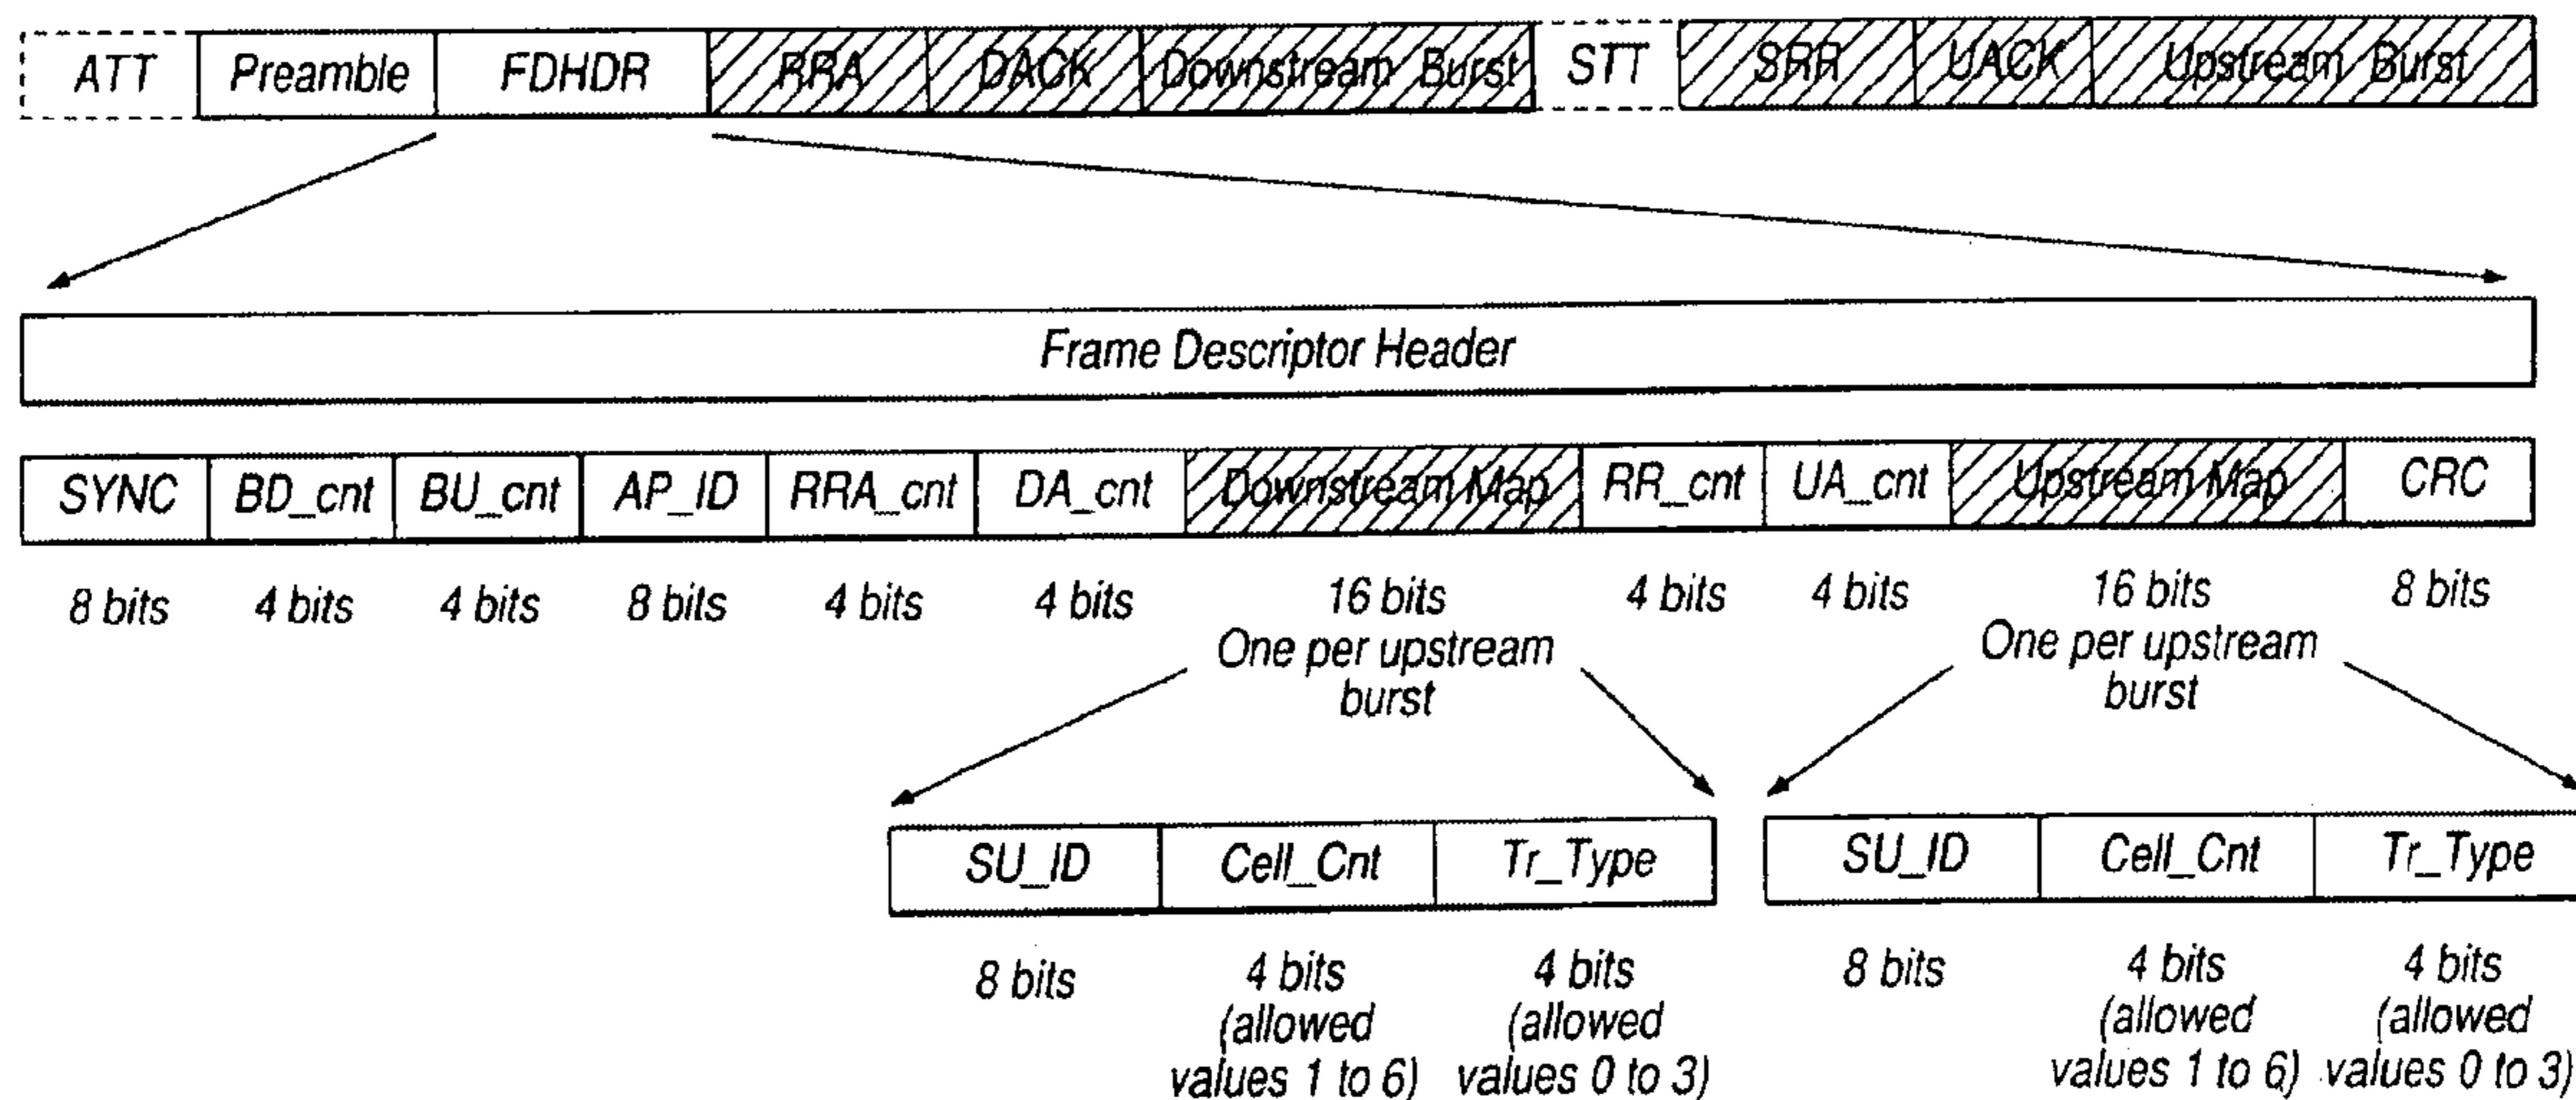 ATT Preamble FDHDR RRA DACK Downstream Burst STT SRR UACK Upstream Burst
Frame Descriptor Header
SYNC BD_cnt BU_cnt AP_ID RRA_cnt DA_cnt Downstream Map RR_cnt UA_cnt Upstream Map CRC
8 bits 4 bits 4 bits 8 bits 4 bits 4 bits 16 bits 4 bits 4 bits 16 bits 8 bits
One per upstream One per upstream
burst burst
SU_ID Cell_Cnt Tr_Type SU_ID Cell_Cnt Tr_Type
8 bits 4 bits 4 bits 8 bits 4 bits 4 bits
(allowed (allowed (allowed (allowed
values 1 to 6) values 0 to 3) values 1 to 6) values 0 to 3)